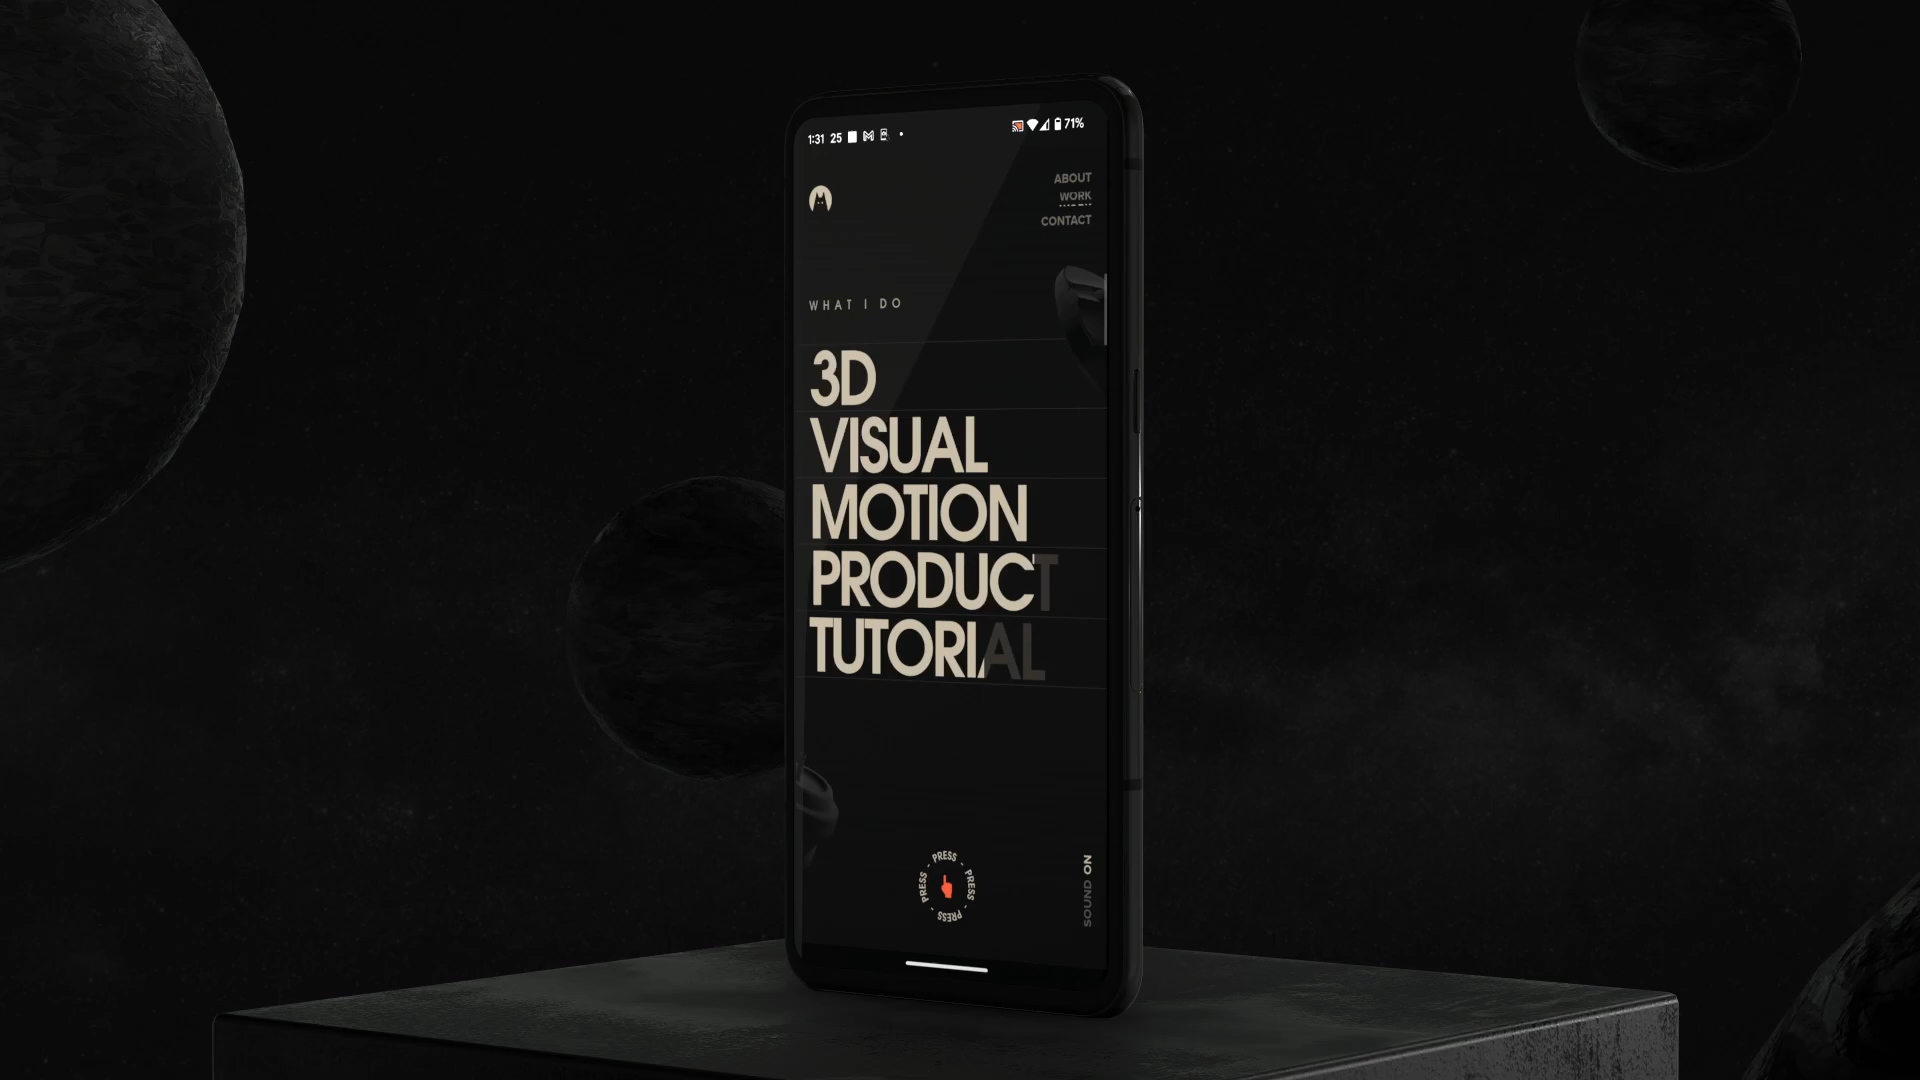 1:31 25
71%
ABOUT
WORK
CONTACT
WHAT I DO
3D
VISUAL
MOTION
PRODUCT
TUTORIAL
PRESS - PRESS - PRESS - PRESS -
SOUND ON